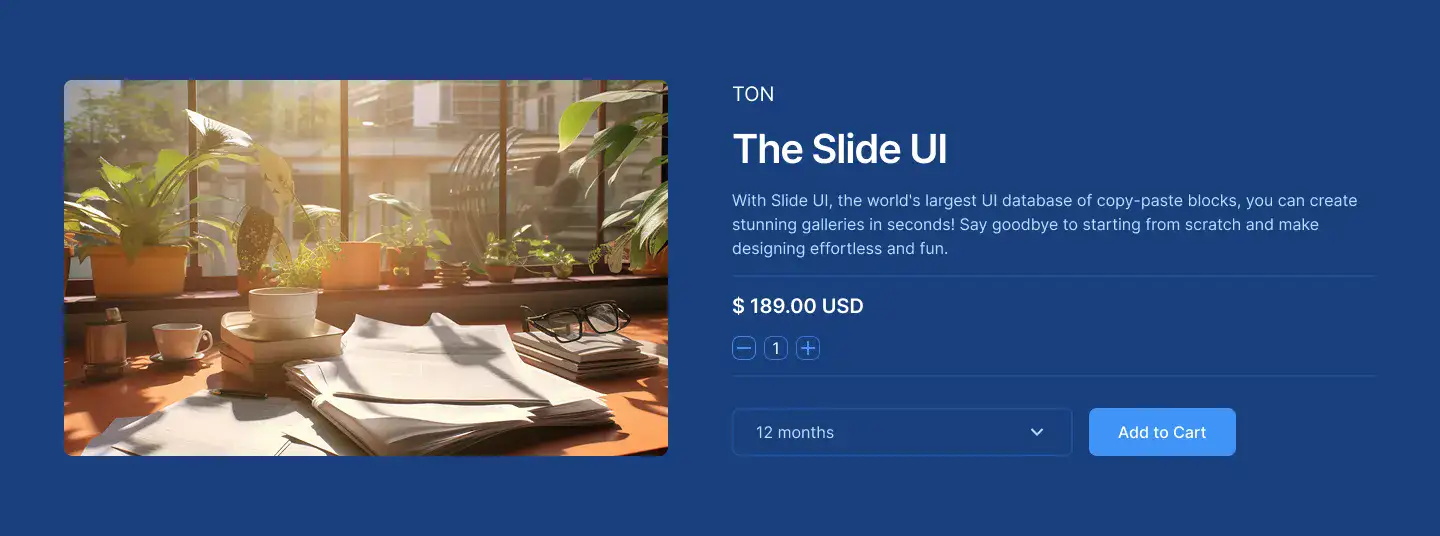 TON
The Slide UI
With Slide UI, the world's largest UI database of copy-paste blocks, you can create
stunning galleries in seconds! Say goodbye to starting from scratch and make
designing effortless and fun.
$ 189.00 USD
1
12 months
Add to Cart